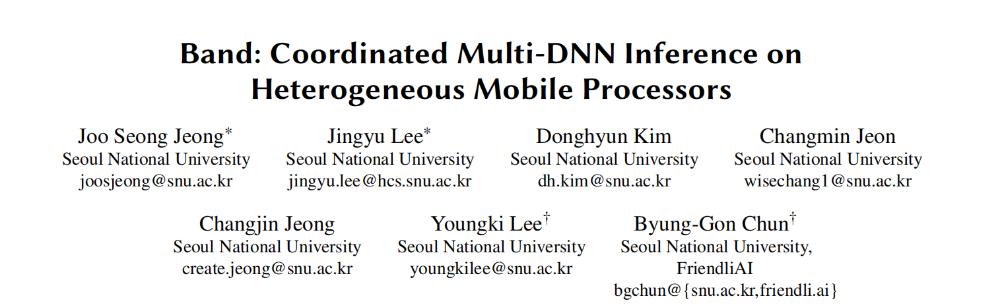 Band: Coordinated Multi-DNN Inference on
Heterogeneous Mobile Processors
Joo Seong Jeong*
Seoul National University
joosjeong@snu.ac.kr
Jingyu Lee*
Seoul National University
jingyu.lee@hcs.snu.ac.kr
Donghyun Kim
Seoul National University
dh.kim@snu.ac.kr
Changmin Jeon
Seoul National University
wisechang1@snu.ac.kr
Changjin Jeong
Seoul National University
create.jeong@snu.ac.kr
Youngki Lee†
Seoul National University
youngkilee@snu.ac.kr
Byung-Gon Chun†
Seoul National University,
FriendliAI
bgchun@{snu.ac.kr,friendli.ai}